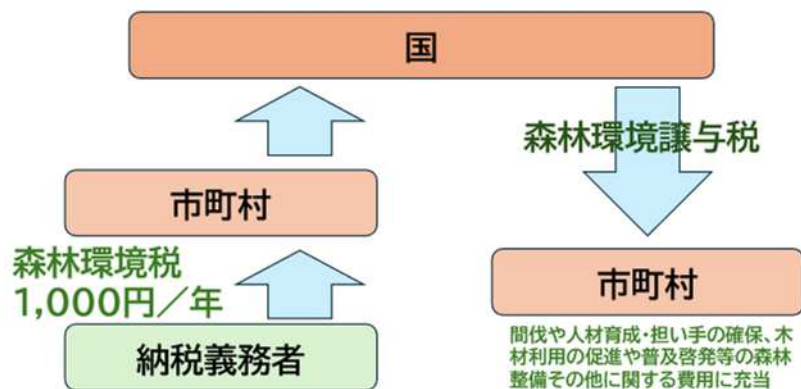 国
森林環境譲与税
市町村
森林環境税
1,000円／年
納税義務者
市町村
間伐や人材育成・担い手の確保、木
材利用の促進や普及啓発等の森林
整備その他に関する費用に充当